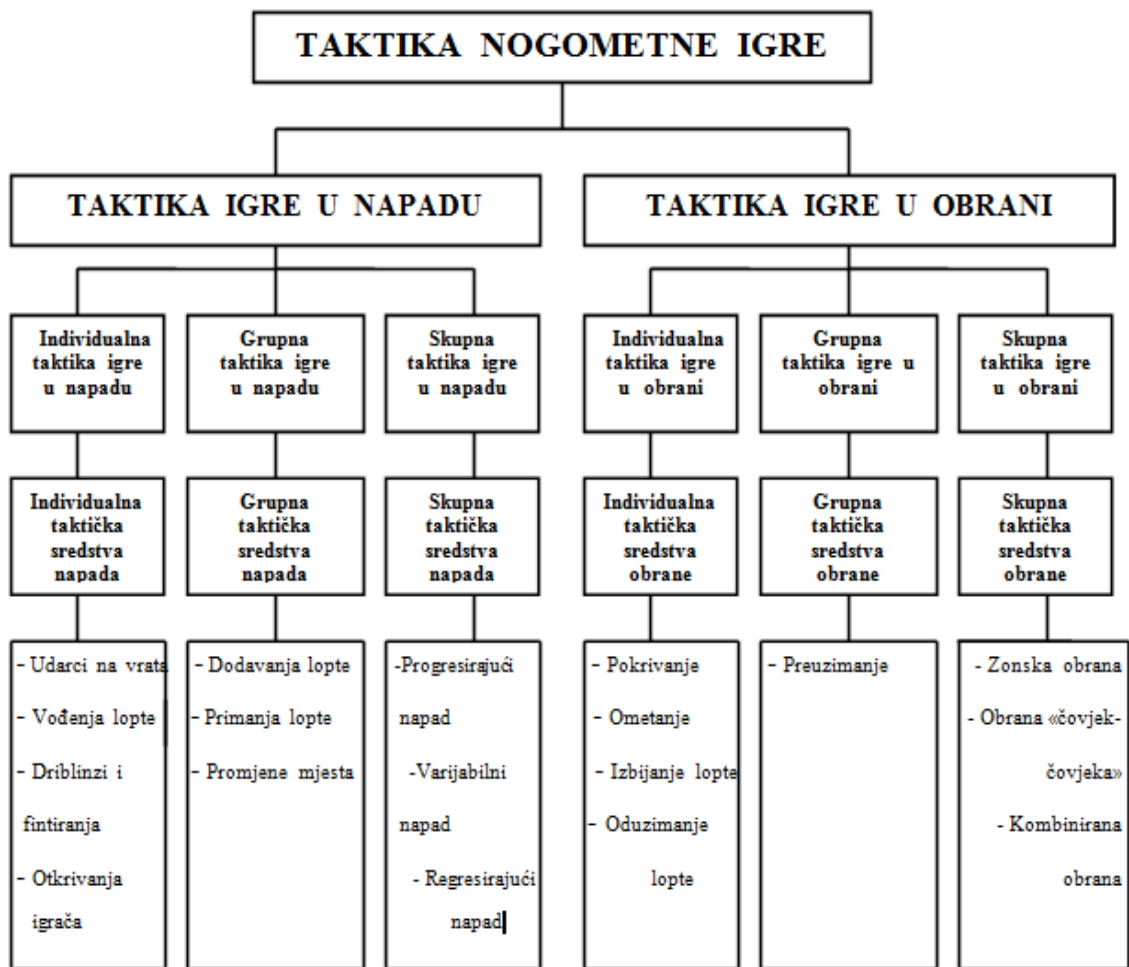 TAKTIKA NOGOMETNE IGRE
TAKTIKA IGRE U NAPADU
TAKTIKA IGRE U OBRANI
Individualna
taktika igre
u napadu
Grupna
taktika igre
u napadu
Skupna
taktika igre
u napadu
Individualna
taktika igre
u obrani
Grupna
taktika igre u
obrani
Skupna
taktika igre
u obrani
Individualna
taktička
sredstva
napada
Grupna
taktička
sredstva
napada
Skupna
taktička
sredstva
napada
Individualna
taktička
sredstva
obrane
Grupna
taktička
sredstva
obrane
Skupna
taktička
sredstva
obrane
- Udarci na vrata
- Vođenja lopte
- Driblinzi i
fintiranja
- Otkrivanja
igrača
- Dodavanja lopte
- Primanja lopte
- Promjene mjesta
-Progresirajući
napad
-Varijabilni
napad
- Regresirajući
napad
- Pokrivanje
- Ometanje
- Izbijanje lopte
- Oduzimanje
lopte
- Preuzimanje
- Zonska obrana
- Obrana «čovjek-
čovjeka»
- Kombinirana
obrana